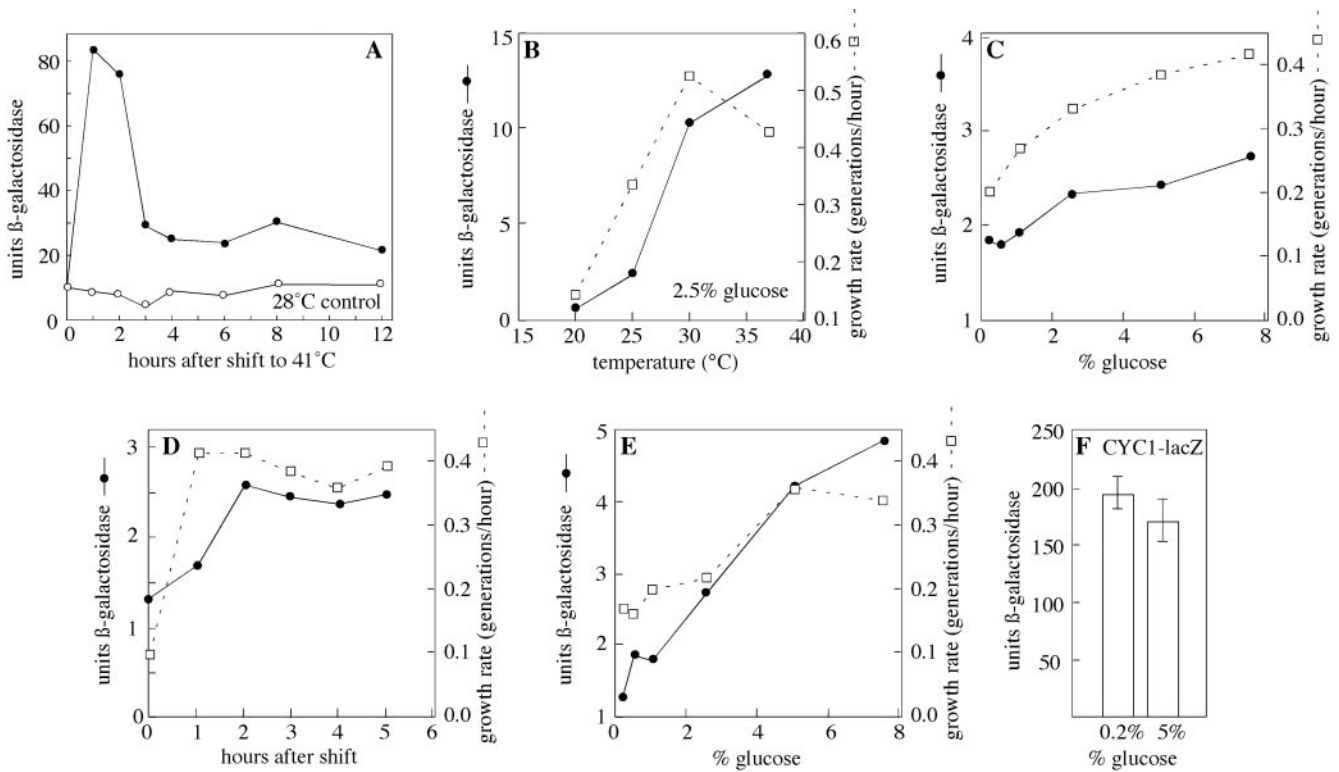 A
units ß-galactosidase
80
60
40
20
0
0 2 4 6 8 10 12
28°C control
hours after shift to 41°C
B
units ß-galactosidase
15
10
5
0
15 20 25 30 35 40
2.5% glucose
temperature (°C)
0.6
0.5
0.4
0.3
0.2
0.1
growth rate (generations/hour)
C
units ß-galactosidase
4
3
2
1
0 2 4 6 8
% glucose
0.4
0.3
0.2
0.1
0.0
growth rate (generations/hour)
D
units ß-galactosidase
3
2
1
0
0 1 2 3 4 5 6
hours after shift
0.4
0.3
0.2
0.1
0.0
growth rate (generations/hour)
E
units ß-galactosidase
5
4
3
2
1
0 2 4 6 8
% glucose
0.4
0.3
0.2
0.1
0.0
growth rate (generations/hour)
F CYC1-lacZ
units ß-galactosidase
250
200
150
100
50
0.2% 5%
% glucose